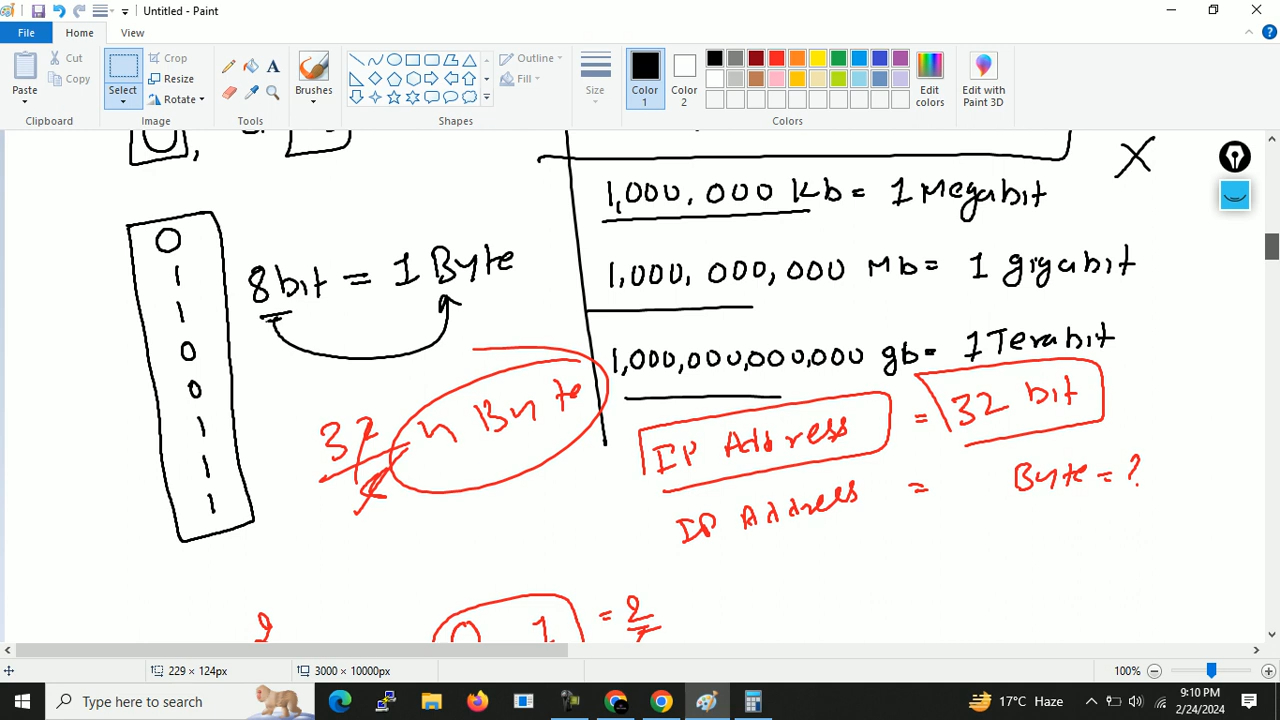 Untitled - Paint
File Home View
Paste
Cut
Copy
Clipboard
Select
Crop
Resize
Rotate
Image
A
Tools
Brushes
Outline
Fill
Shapes
Size
Color 1
Color 2
Edit colors
Colors
Edit with Paint 3D
1,000,000 Kb = 1 Megabit
X
0
1
1
0
0
1
1
1
8bit = 1 Byte
1,000,000,000 Mb = 1 gigabit
1,000,000,000,000 gb = 1 Terabit
32
4 Byte
IP Address = 32 bit
IP Address = Byte = ?
2
0 1 = 2
229 × 124px
3000 × 10000px
100%
Type here to search
17°C Haze
9:10 PM
2/24/2024